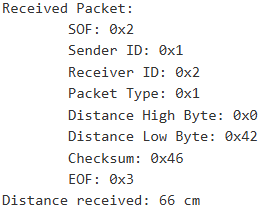 Received Packet:
SOF: 0x2
Sender ID: 0x1
Receiver ID: 0x2
Packet Type: 0x1
Distance High Byte: 0x0
Distance Low Byte: 0x42
Checksum: 0x46
EOF: 0x3
Distance received: 66 cm